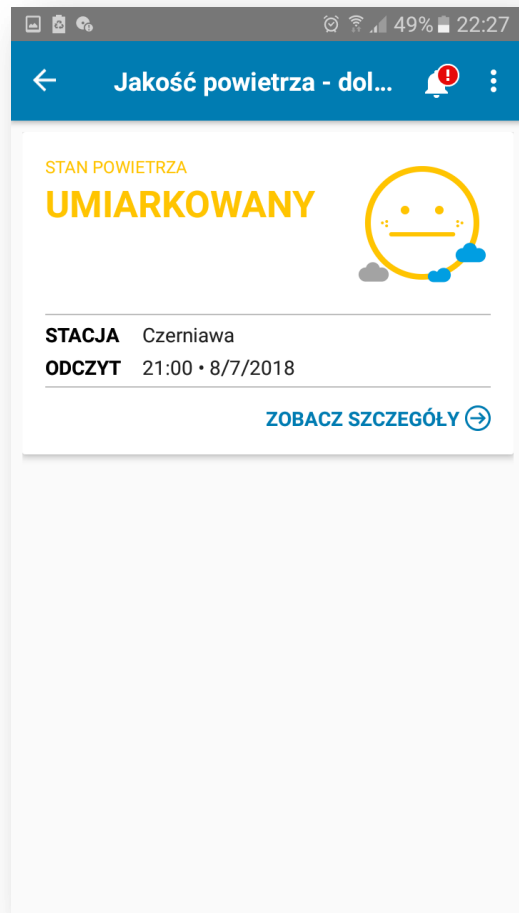 49% 22:27
Jakość powietrza - dol...
STAN POWIETRZA
UMIARKOWANY
STACJA Czerniawa
ODCZYT 21:00 • 8/7/2018
ZOBACZ SZCZEGÓŁY